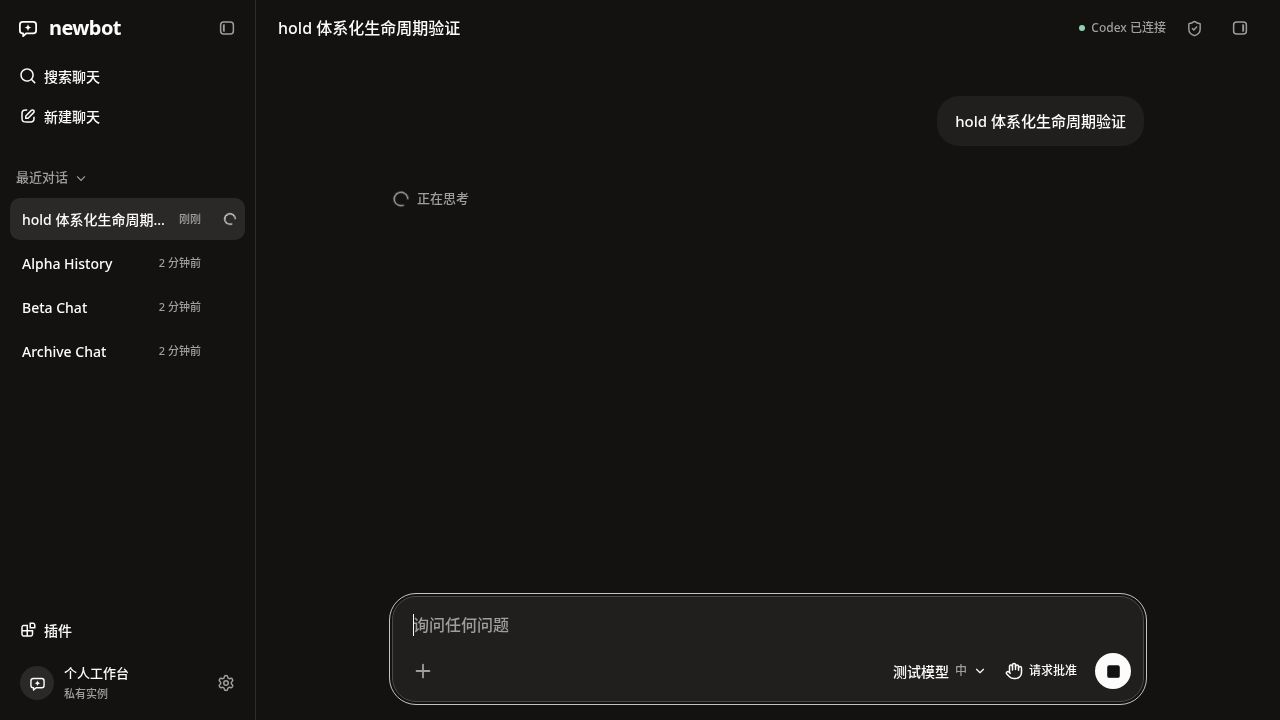 newbot
搜索聊天
新建聊天
最近对话
hold 体系化生命周期... 刚刚
Alpha History 2 分钟前
Beta Chat 2 分钟前
Archive Chat 2 分钟前
插件
个人工作台
私有实例
hold 体系化生命周期验证
Codex 已连接
hold 体系化生命周期验证
正在思考
询问任何问题
测试模型 中 请求批准